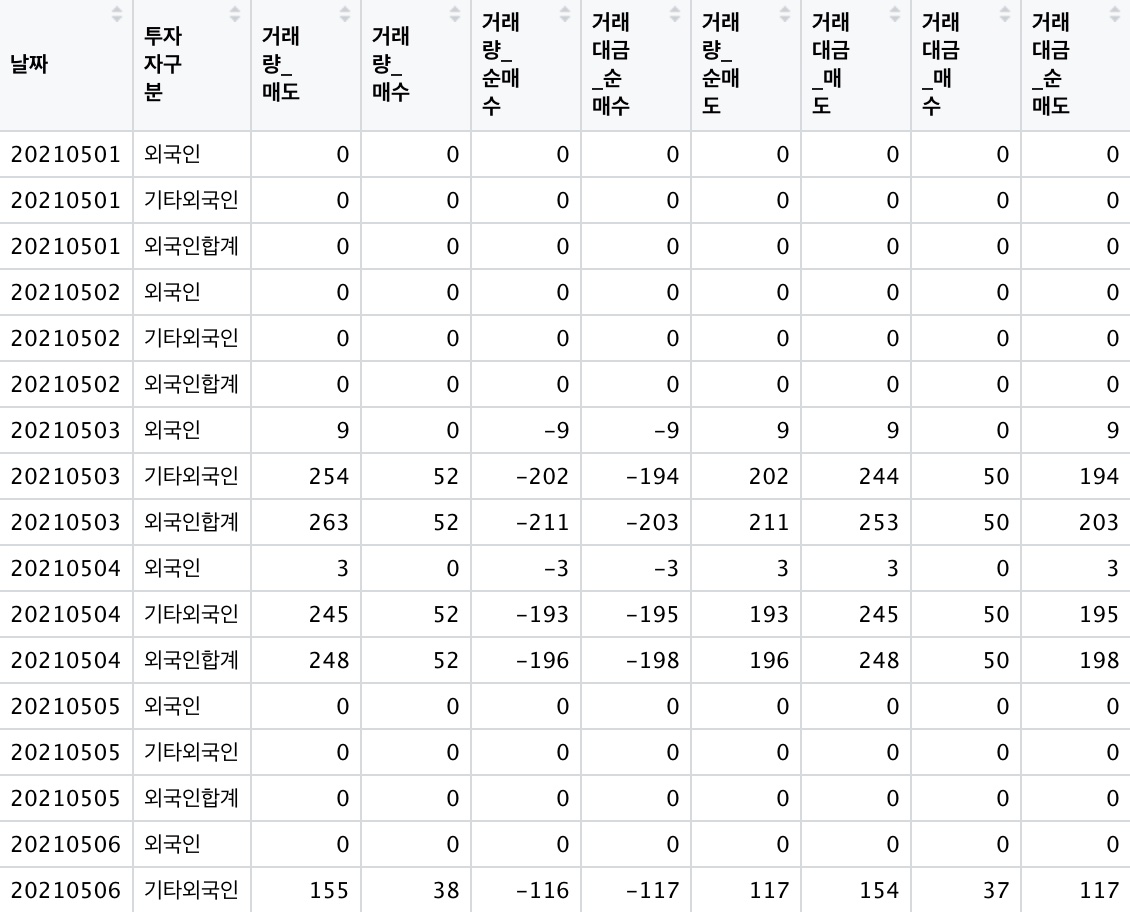 날짜 투자자구분 거래량_매도 거래량_매수 거래량_순매수 거래대금_순매수 거래량_순매도 거래대금_매도 거래대금_매수 거래대금_순매도
20210501 외국인 0 0 0 0 0 0 0 0
20210501 기타외국인 0 0 0 0 0 0 0 0
20210501 외국인합계 0 0 0 0 0 0 0 0
20210502 외국인 0 0 0 0 0 0 0 0
20210502 기타외국인 0 0 0 0 0 0 0 0
20210502 외국인합계 0 0 0 0 0 0 0 0
20210503 외국인 9 0 -9 -9 9 9 0 9
20210503 기타외국인 254 52 -202 -194 202 244 50 194
20210503 외국인합계 263 52 -211 -203 211 253 50 203
20210504 외국인 3 0 -3 -3 3 3 0 3
20210504 기타외국인 245 52 -193 -195 193 245 50 195
20210504 외국인합계 248 52 -196 -198 196 248 50 198
20210505 외국인 0 0 0 0 0 0 0 0
20210505 기타외국인 0 0 0 0 0 0 0 0
20210505 외국인합계 0 0 0 0 0 0 0 0
20210506 외국인 0 0 0 0 0 0 0 0
20210506 기타외국인 155 38 -116 -117 117 154 37 117